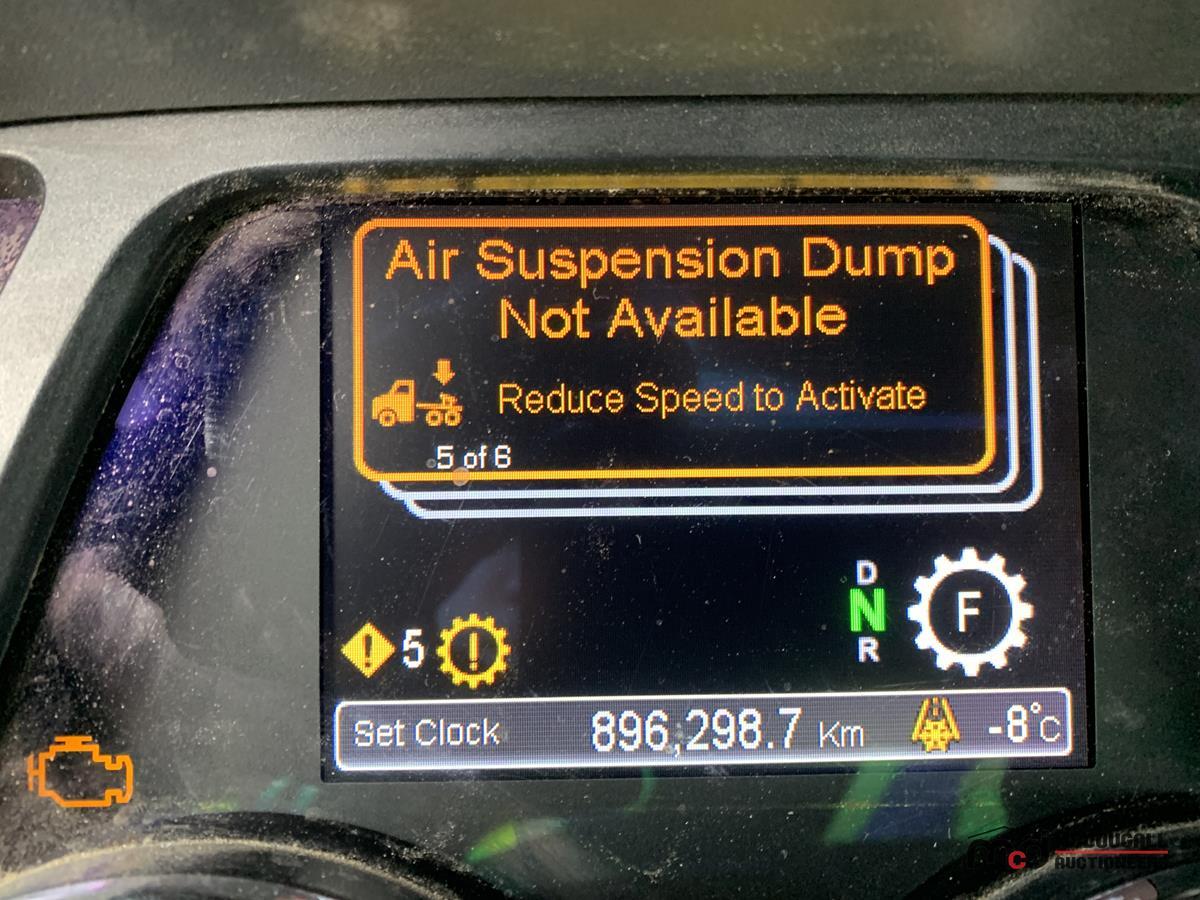 Air Suspension Dump
Not Available
Reduce Speed to Activate
5 of 6
D
N
R
F
! 5 !
Set Clock 896,298.7 Km -8°C
AUCTIONEERS